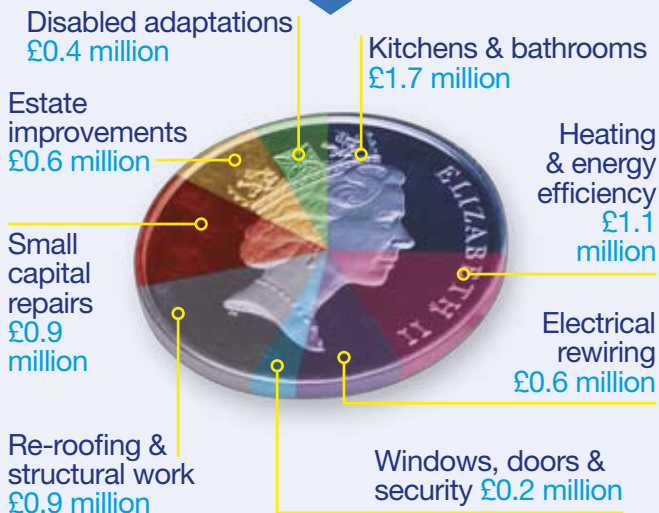 Disabled adaptations
£0.4 million
Kitchens & bathrooms
£1.7 million
Estate
improvements
£0.6 million
Heating
& energy
efficiency
£1.1
million
ELIZABETH II
Small
capital
repairs
£0.9
million
Electrical
rewiring
£0.6 million
Re-roofing &
structural work
£0.9 million
Windows, doors &
security £0.2 million